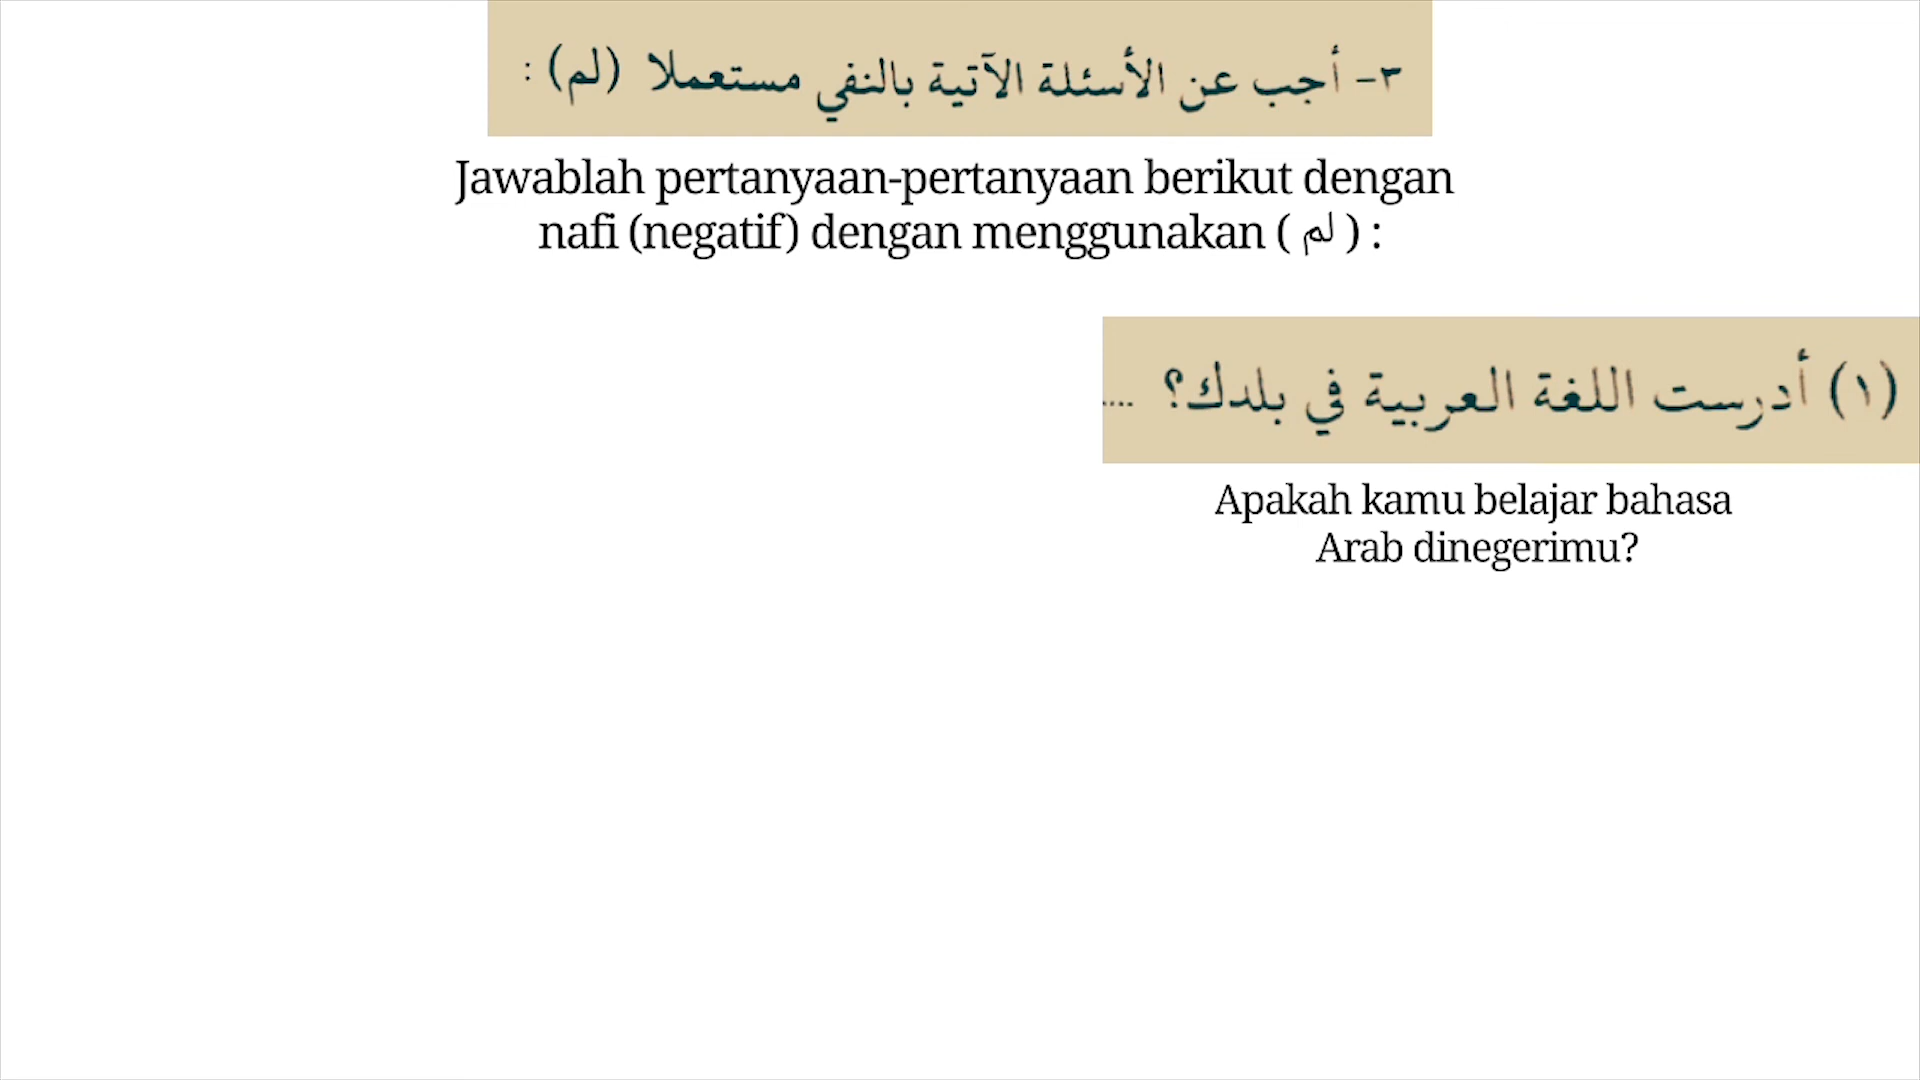 ٣- أجب عن الأسئلة الآتية بالنفي مستعملا (لم) :
Jawablah pertanyaan-pertanyaan berikut dengan
nafi (negatif) dengan menggunakan ( لم ) :
(١) أدرست اللغة العربية في بلدك؟ ....
Apakah kamu belajar bahasa
Arab dinegerimu?